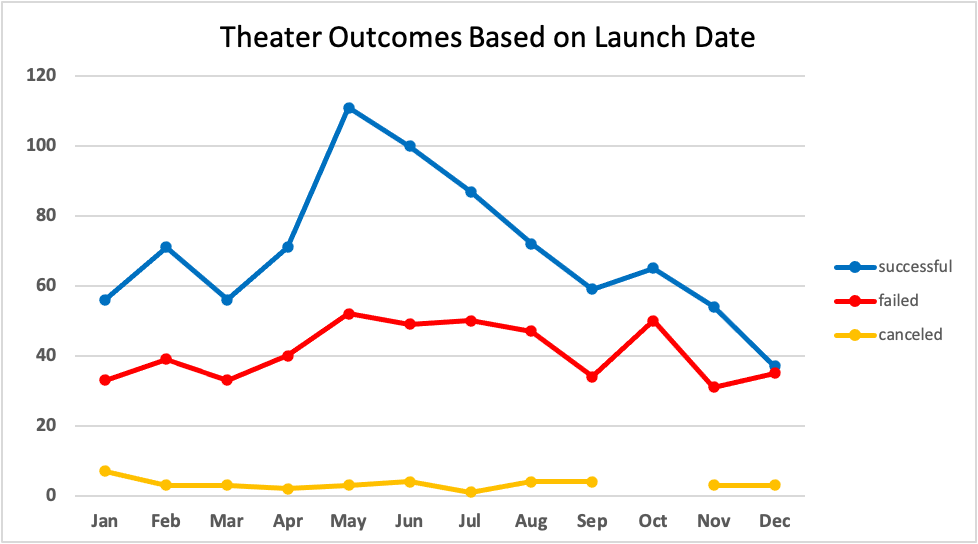 Theater Outcomes Based on Launch Date
120
100
80
60
40
20
0
Jan Feb Mar Apr May Jun Jul Aug Sep Oct Nov Dec
successful
failed
canceled